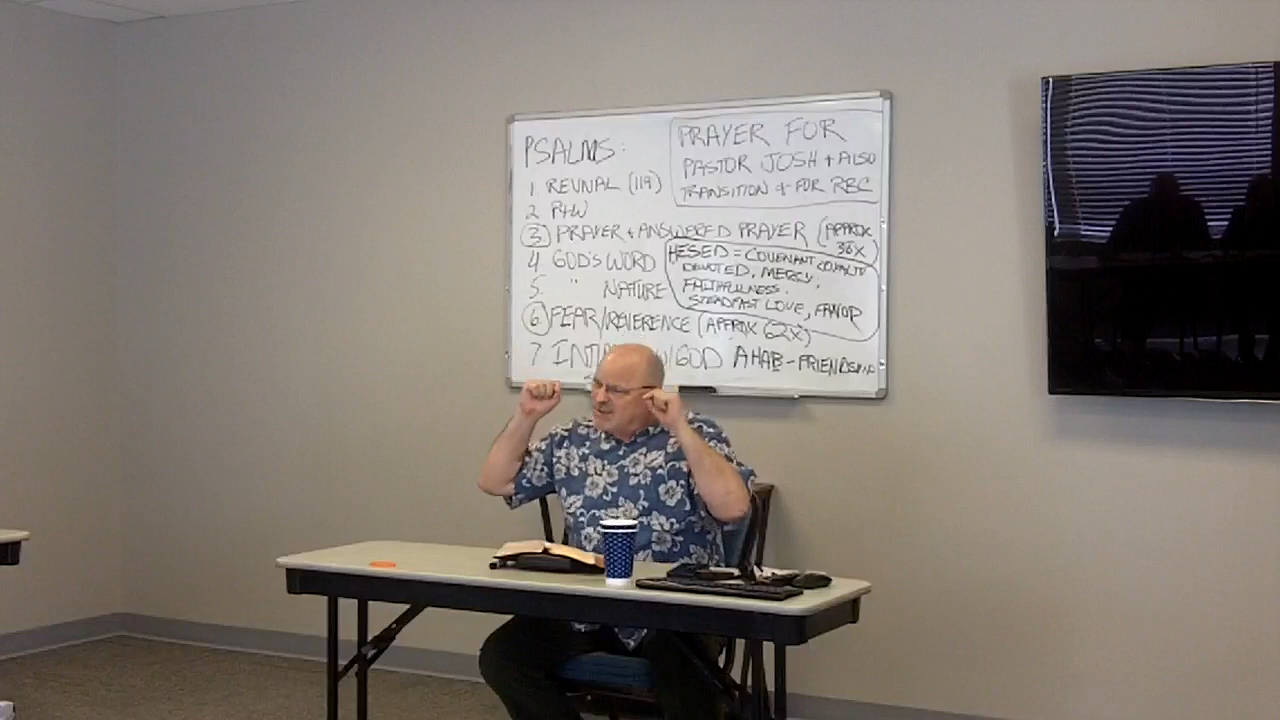 PSALMS:
1 REVIVAL (119)
2 P+W
3 PRAYER + ANSWERED PRAYER (APPROX 36X)
4 GOD'S WORD
5. " NATURE
6. FEAR/REVERENCE (APPROX 62X)
7 W/GOD AHAB - FRIENDSHIP
PRAYER FOR
PASTOR JOSH + ALSO
TRANSITION + FOR RBC
HESED = COVENANT LOYALTY
DEVOTED, MERCY,
FAITHFULNESS,
STEADFAST LOVE, FAVOR